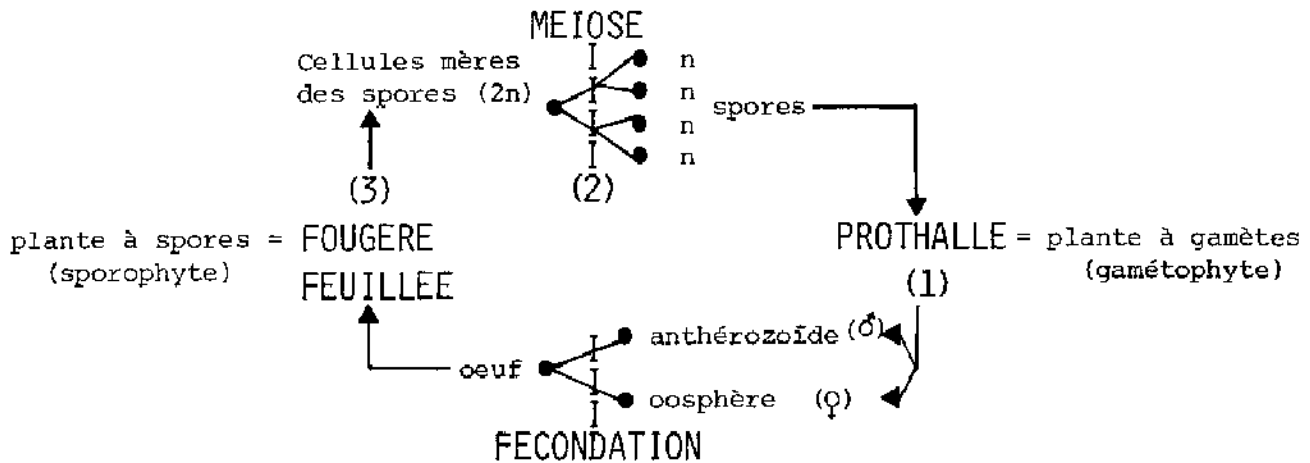 MEIOSE
Cellules mères
des spores (2n)
n
n
n
n
spores
(3)
(2)
plante à spores = FOUGERE
(sporophyte)
FEUILLEE
PROTHALLE = plante à gamètes
(gamétophyte)
(1)
anthérozoïde (♂)
oeuf
oosphère (♀)
FECONDATION